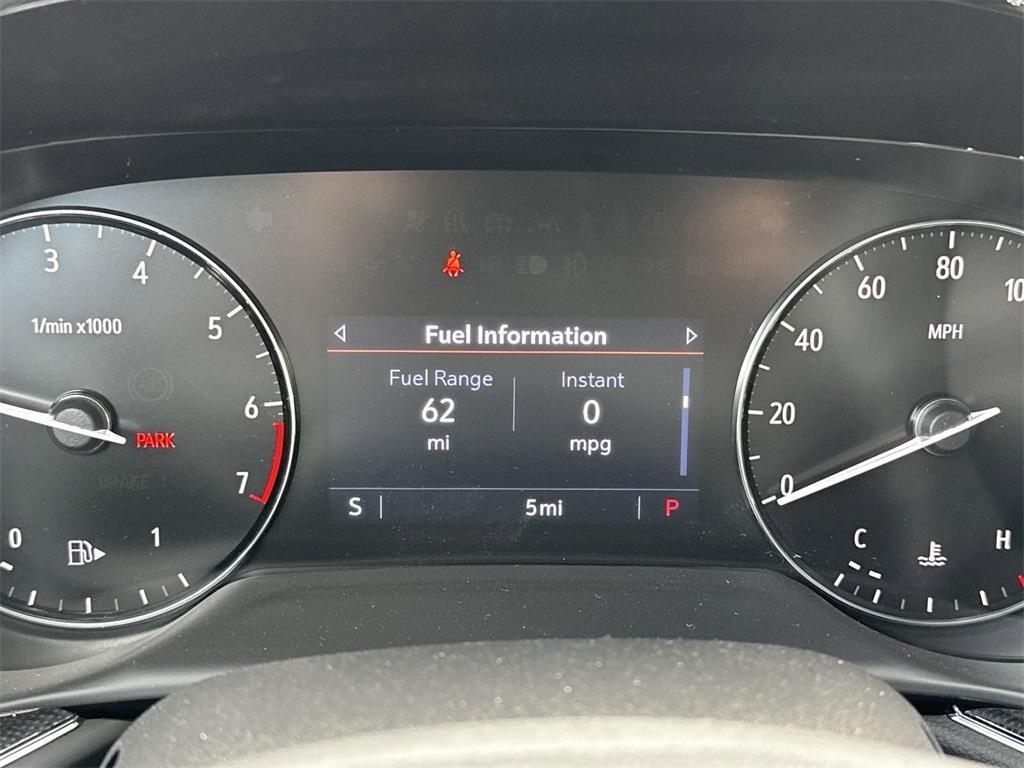 3
4
5
6
7
1/min x1000
ABS
PARK
BRAKE
0
1
Fuel Information
Fuel Range
62
mi
Instant
0
mpg
S
5mi
P
0
20
40
60
80
MPH
C
H